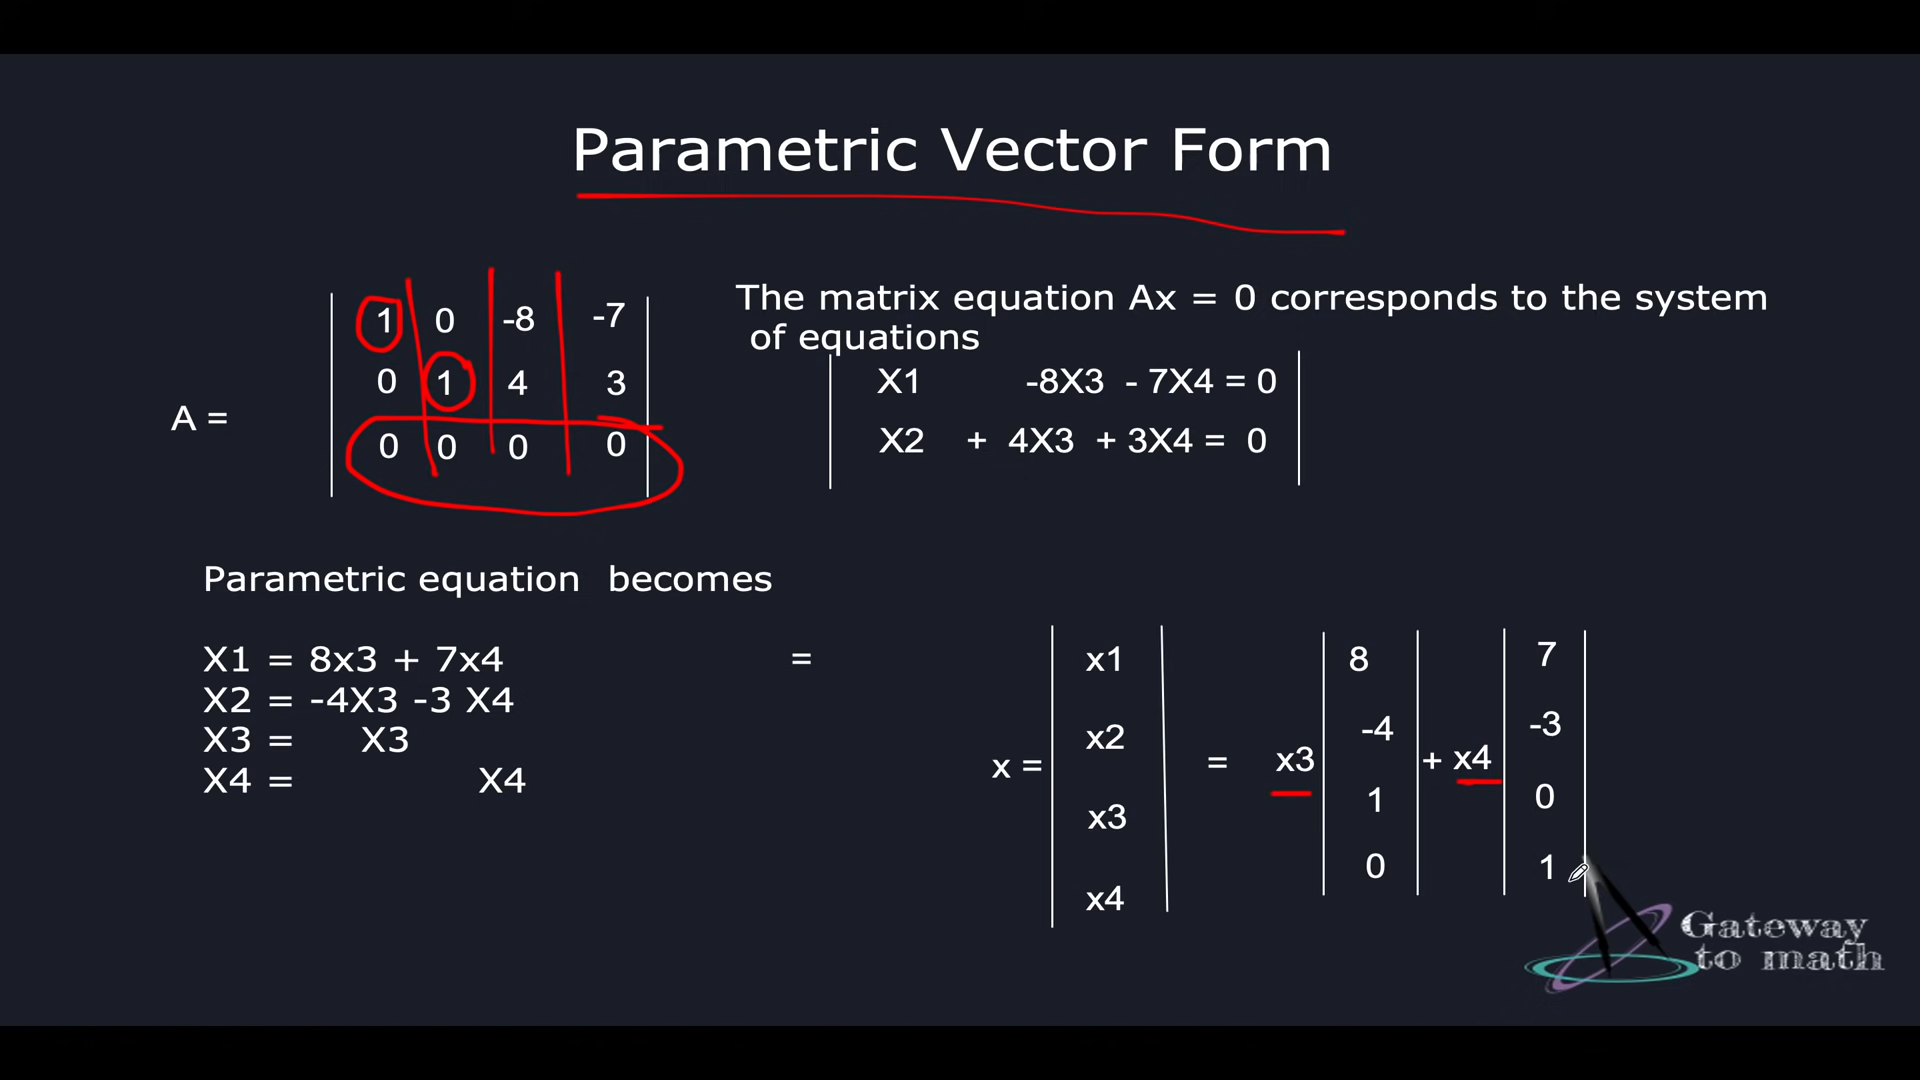 Parametric Vector Form
1 0 -8 -7
0 1 4 3
A =
0 0 0 0
The matrix equation Ax = 0 corresponds to the system
of equations
X1 -8X3 - 7X4 = 0
X2 + 4X3 + 3X4 = 0
Parametric equation becomes
X1 = 8x3 + 7x4
X2 = -4X3 -3 X4
X3 = X3
X4 = X4
=
x1 8 7
x2 -4 -3
x = = x3 + x4
x3 1 0
x4 0 1
Gateway
to math